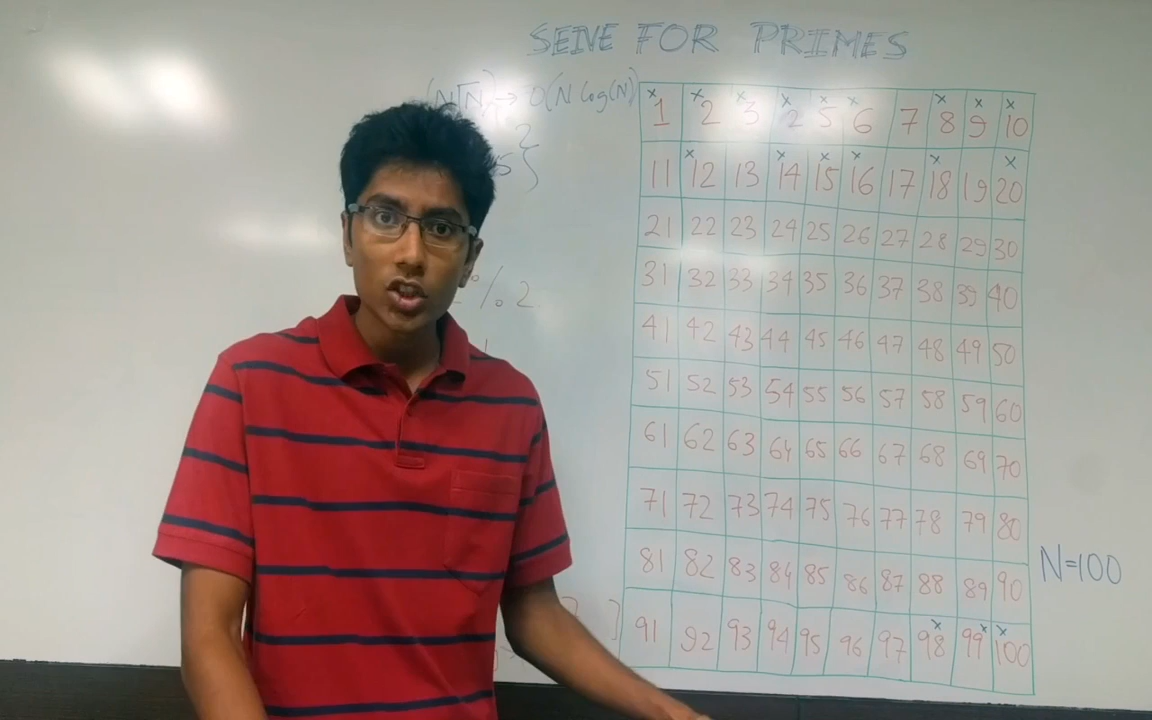 SEIVE FOR PRIMES
(N√N) → O(N log(N))
1 2 3 2 5 6 7 8 9 10
11 12 13 14 15 16 17 18 19 20
21 22 23 24 25 26 27 28 29 30
% 2
31 32 33 34 35 36 37 38 39 40
41 42 43 44 45 46 47 48 49 50
51 52 53 54 55 56 57 58 59 60
61 62 63 64 65 66 67 68 69 70
71 72 73 74 75 76 77 78 79 80
81 82 83 84 85 86 87 88 89 90
N=100
91 92 93 94 95 96 97 98 99 100